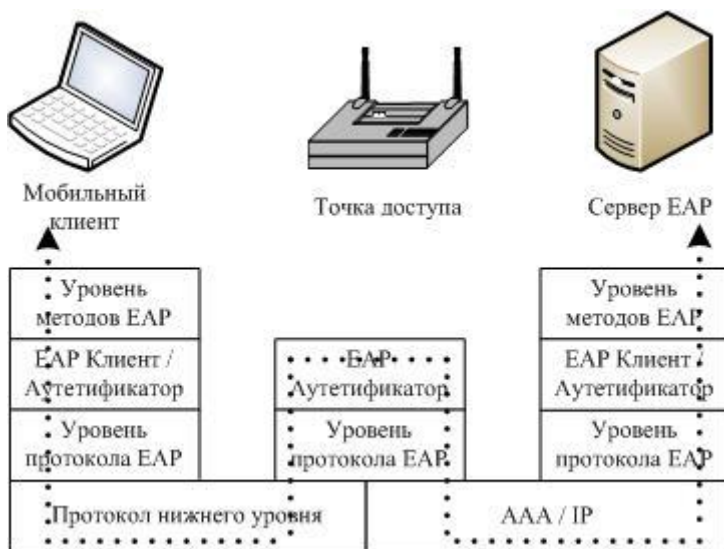 Мобильный
клиент
Точка доступа
Сервер EAP
Уровень
методов EAP
EAP Клиент /
Аутетификатор
Уровень
протокола EAP
EAP
Аутетификатор
Уровень
протокола EAP
Уровень
методов EAP
EAP Клиент /
Аутетификатор
Уровень
протокола EAP
Протокол нижнего уровня
AAA / IP